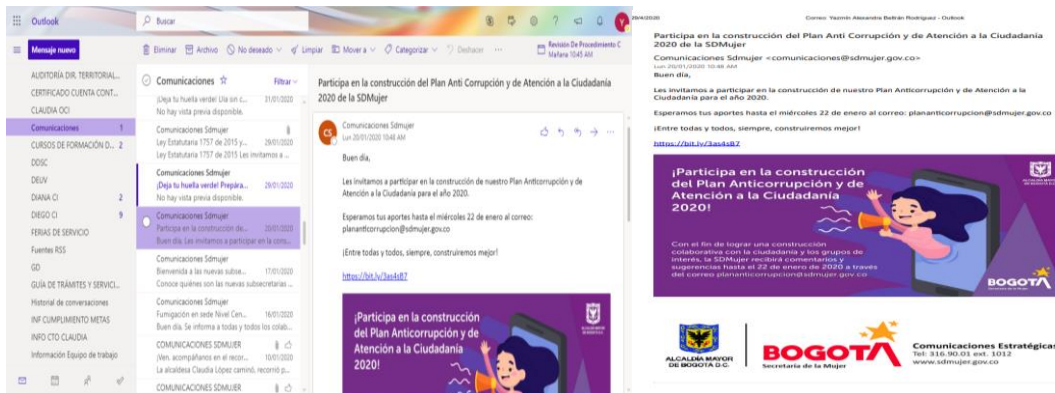 Outlook
Buscar
Mensaje nuevo
Eliminar Archivo No deseado Limpiar Mover a Categorizar Deshacer ...
Revisión De Procedimiento C
Mañana 10:45 AM
AUDITORÍA DIR. TERRITORIAL...
CERTIFICADO CUENTA CONT...
CLAUDIA OCI
Comunicaciones 1
CURSOS DE FORMACIÓN D... 2
DDSC
DEUV
DIANA CI 2
DIEGO CI 9
FERIAS DE SERVICIO
Fuentes RSS
GD
GUÍA DE TRÁMITES Y SERVICI...
Historial de conversaciones
INF CUMPLIMIENTO METAS
INFO CTO CLAUDIA
Información Equipo de trabajo
Comunicaciones
Filtrar
¡Deja tu huella verde! Día sin c... 31/01/2020
No hay vista previa disponible.
Comunicaciones Sdmujer
Ley Estatutaria 1757 de 2015 y... 29/01/2020
Ley Estatutaria 1757 de 2015 Les invitamos a ...
Comunicaciones Sdmujer
¡Deja tu huella verde! Prepára... 29/01/2020
No hay vista previa disponible.
Comunicaciones Sdmujer
Participa en la construcción de... 20/01/2020
Buen día, Les invitamos a participar en la cons...
Comunicaciones Sdmujer
Bienvenida a las nuevas subse... 17/01/2020
Conoce quiénes son las nuevas subsecretarias ...
Comunicaciones Sdmujer
Fumigación en sede Nivel Cen... 16/01/2020
Buen día. Se informa a todas y todos los colab...
COMUNICACIONES SDMUJER
¡Ven, acompáñanos en el recor... 10/01/2020
La alcaldesa Claudia López caminó, recorrió p...
COMUNICACIONES SDMUJER
Participa en la construcción del Plan Anti Corrupción y de Atención a la Ciudadanía
2020 de la SDMujer
CS
Comunicaciones Sdmujer
Lun 20/01/2020 10:48 AM
Buen día,
Les invitamos a participar en la construcción de nuestro Plan Anticorrupción y de
Atención a la Ciudadanía para el año 2020.
Esperamos tus aportes hasta el miércoles 22 de enero al correo:
plananticorrupcion@sdmujer.gov.co
¡Entre todas y todos, siempre, construiremos mejor!
https://bit.ly/3as4sB7
¡Participa en la construcción
del Plan Anticorrupción y de
Atención a la Ciudadanía
2020!
Correo: Yazmin Alexandra Beltrán Rodríguez - Outlook
Participa en la construcción del Plan Anti Corrupción y de Atención a la Ciudadanía
2020 de la SDMujer
Comunicaciones Sdmujer <comunicaciones@sdmujer.gov.co>
Lun 20/01/2020 10:48 AM
Buen día,
Les invitamos a participar en la construcción de nuestro Plan Anticorrupción y de Atención a la
Ciudadanía para el año 2020.
Esperamos tus aportes hasta el miércoles 22 de enero al correo: plananticorrupcion@sdmujer.gov.co
¡Entre todas y todos, siempre, construiremos mejor!
https://bit.ly/3as4sB7
¡Participa en la construcción
del Plan Anticorrupción y de
Atención a la Ciudadanía
2020!
Con el fin de lograr una construcción
colaborativa con la ciudadanía y los grupos de
interés, la SDMujer recibirá comentarios y
sugerencias hasta el 22 de enero de 2020 a través
del correo plananticorrupcion@sdmujer.gov.co
BOGOTÁ
ALCALDÍA MAYOR
DE BOGOTÁ D.C.
BOGOTÁ
Secretaría de la Mujer
Comunicaciones Estratégicas
Tel: 316.90.01 ext. 1012
www.sdmujer.gov.co